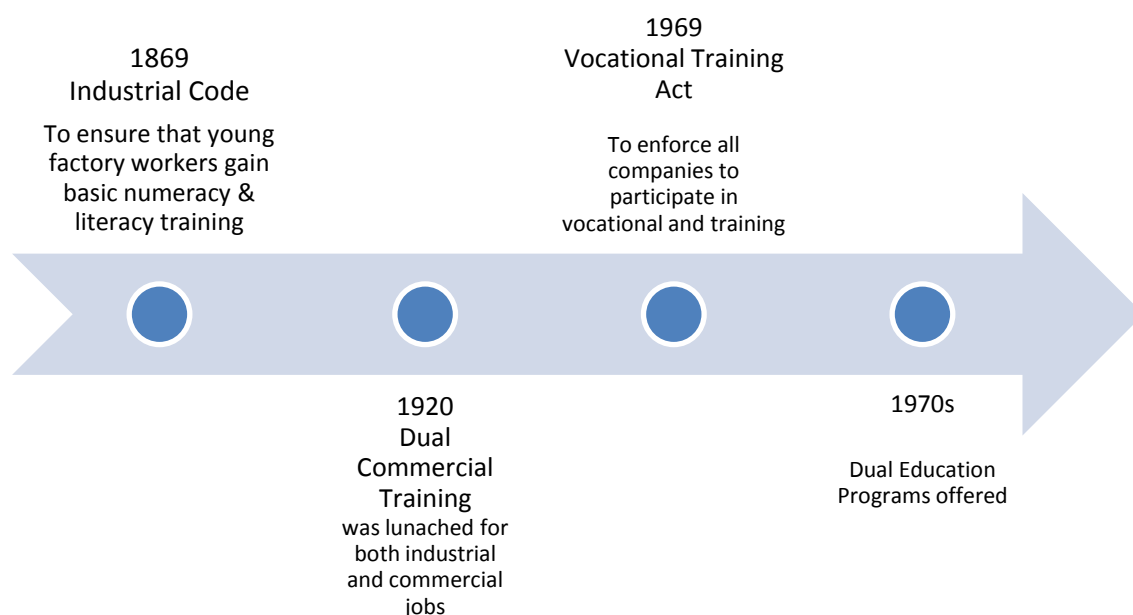 1869
Industrial Code
To ensure that young
factory workers gain
basic numeracy &
literacy training
1920
Dual
Commercial
Training
was lunached for
both industrial
and commercial
jobs
1969
Vocational Training
Act
To enforce all
companies to
participate in
vocational and training
1970s
Dual Education
Programs offered